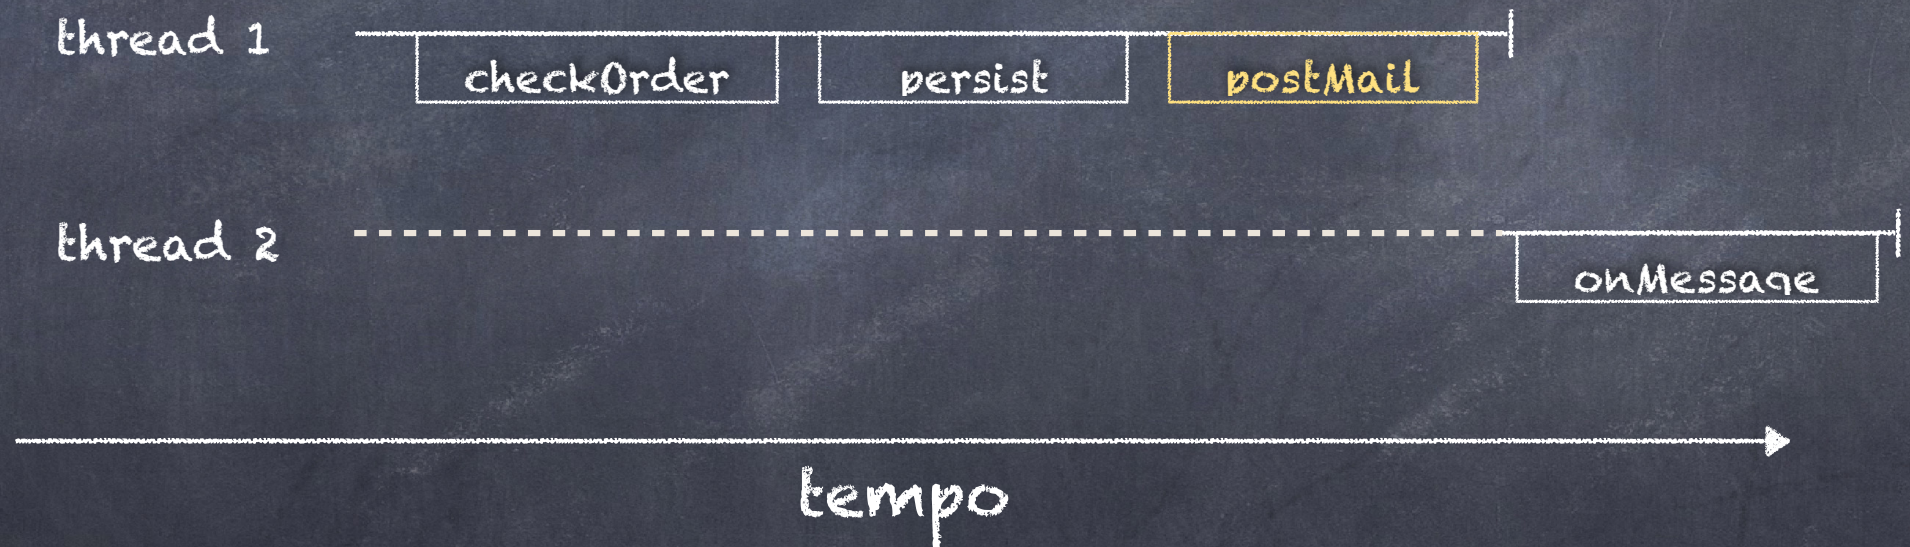 thread 1
checkOrder
persist
postMail
thread 2
onMessage
tempo